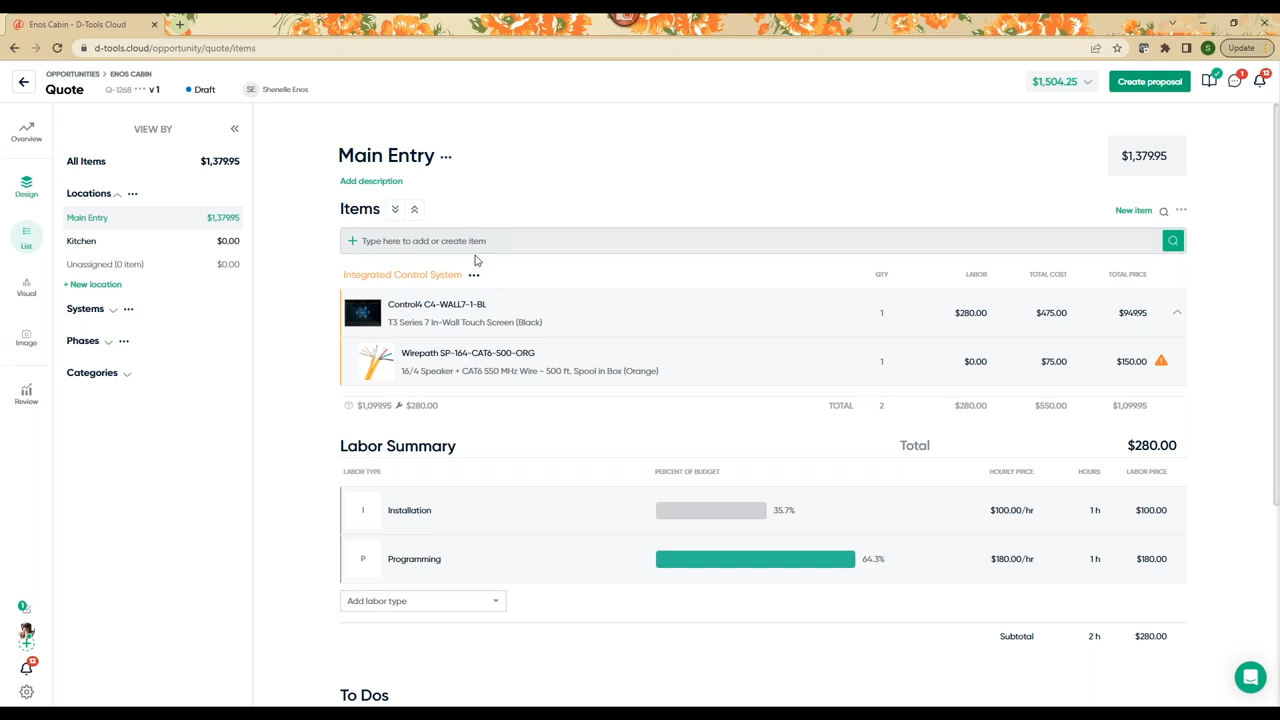 Enos Cabin - D-Tools Cloud
Update
d-tools.cloud/opportunity/quote/items
S
OPPORTUNITIES > ENOS CABIN
Quote Q-1268 v 1 Draft SE Shenelle Enos
$1,504.25 Create proposal 1 12
Overview
Design
List
Visual
Image
Review
1
12
VIEW BY
All Items $1,379.95
Locations
Main Entry $1,379.95
Kitchen $0.00
Unassigned (0 item) $0.00
+ New location
Systems
Phases
Categories
Main Entry $1,379.95
Add description
Items New item
+ Type here to add or create item
Integrated Control System QTY LABOR TOTAL COST TOTAL PRICE
Control4 C4-WALL7-1-BL
T3 Series 7 In-Wall Touch Screen (Black) 1 $280.00 $475.00 $949.95
Wirepath SP-164-CAT6-500-ORG
16/4 Speaker + CAT6 550 MHz Wire - 500 ft. Spool in Box (Orange) 1 $0.00 $75.00 $150.00
$1,099.95 $280.00 TOTAL 2 $280.00 $550.00 $1,099.95
Labor Summary Total $280.00
LABOR TYPE PERCENT OF BUDGET HOURLY PRICE HOURS LABOR PRICE
I Installation 35.7% $100.00/hr 1 h $100.00
P Programming 64.3% $180.00/hr 1 h $180.00
Add labor type
Subtotal 2 h $280.00
To Dos